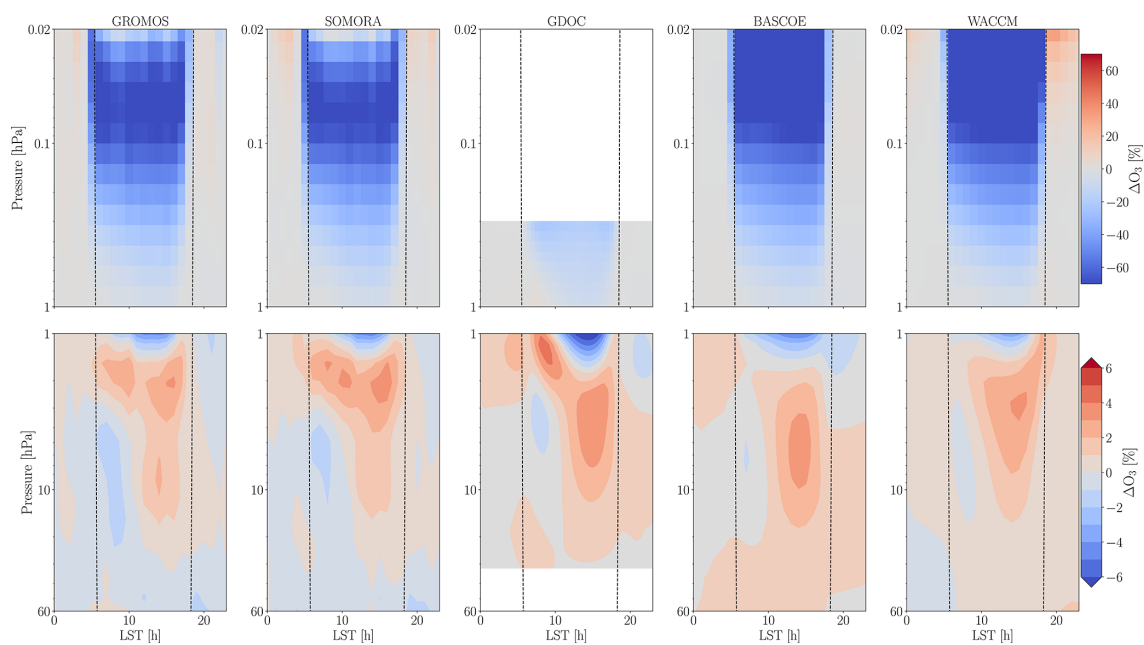 GROMOS SOMORA GDOC BASCOE WACCM
0.02 0.02 0.02 0.02 0.02
60
40
0.1 0.1 0.1 0.1 0.1
20
0
−20
−40
−60
Pressure [hPa]
ΔO₃ [%]
1 1 1 1 1
1 1 1 1 1
6
4
2
0
−2
−4
−6
10 10 10 10 10
Pressure [hPa]
ΔO₃ [%]
60 60 60 60 60
0 10 20 0 10 20 0 10 20 0 10 20 0 10 20
LST [h] LST [h] LST [h] LST [h] LST [h]